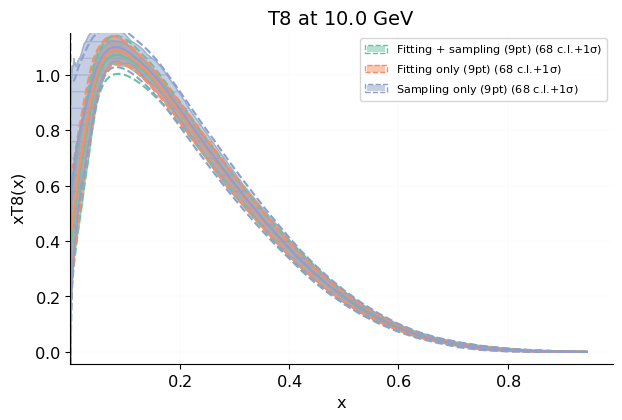 T8 at 10.0 GeV
Fitting + sampling (9pt) (68 c.l.+1σ)
Fitting only (9pt) (68 c.l.+1σ)
Sampling only (9pt) (68 c.l.+1σ)
xT8(x)
1.0
0.8
0.6
0.4
0.2
0.0
0.2 0.4 0.6 0.8
x